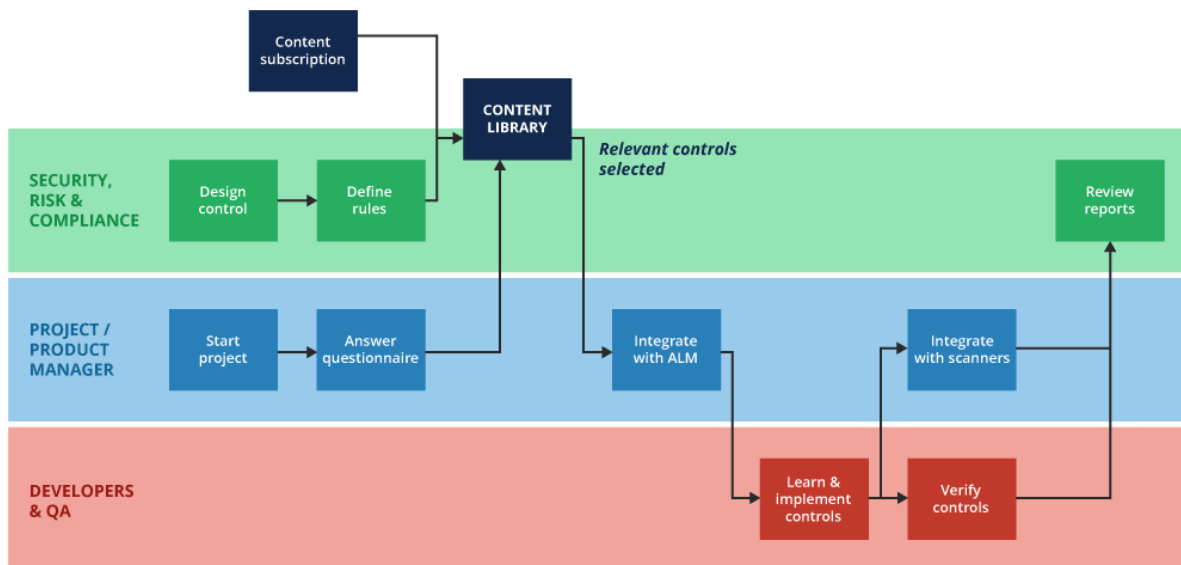 Content
subscription
CONTENT
LIBRARY
Relevant controls
selected
SECURITY,
RISK &
COMPLIANCE
Design
control
Define
rules
Review
reports
PROJECT /
PRODUCT
MANAGER
Start
project
Answer
questionnaire
Integrate
with ALM
Integrate
with scanners
DEVELOPERS
& QA
Learn &
implement
controls
Verify
controls